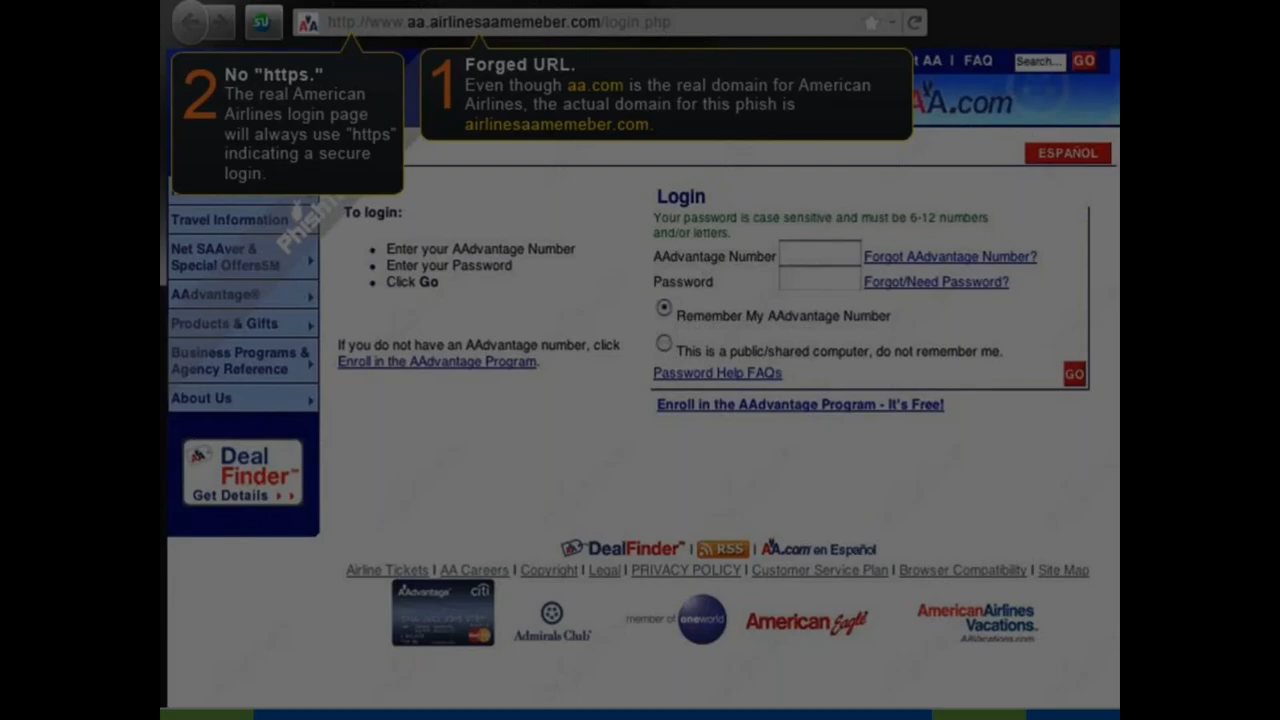 http://www.aa.airlinesaamemeber.com/login.php
2
No "https."
The real American
Airlines login page
will always use "https"
indicating a secure
login.
1
Forged URL.
Even though aa.com is the real domain for American
Airlines, the actual domain for this phish is
airlinesaamemeber.com.
AA | FAQ
Search...
GO
AA.com
ESPAÑOL
Travel Information
Net SAAver &
Special OffersSM
AAdvantage®
Products & Gifts
Business Programs &
Agency Reference
About Us
Deal
Finder™
Get Details
To login:
• Enter your AAdvantage Number
• Enter your Password
• Click Go
If you do not have an AAdvantage number, click
Enroll in the AAdvantage Program.
Login
Your password is case sensitive and must be 6-12 numbers
and/or letters.
AAdvantage Number Forgot AAdvantage Number?
Password Forgot/Need Password?
Remember My AAdvantage Number
This is a public/shared computer, do not remember me.
Password Help FAQs
GO
Enroll in the AAdvantage Program - It's Free!
DealFinder™ | RSS | AA.com en Español
Airline Tickets | AA Careers | Copyright | Legal | PRIVACY POLICY | Customer Service Plan | Browser Compatibility | Site Map
AAdvantage citi
MasterCard
Admirals Club
member of oneworld
American Eagle
AmericanAirlines
Vacations.
AAVacations.com